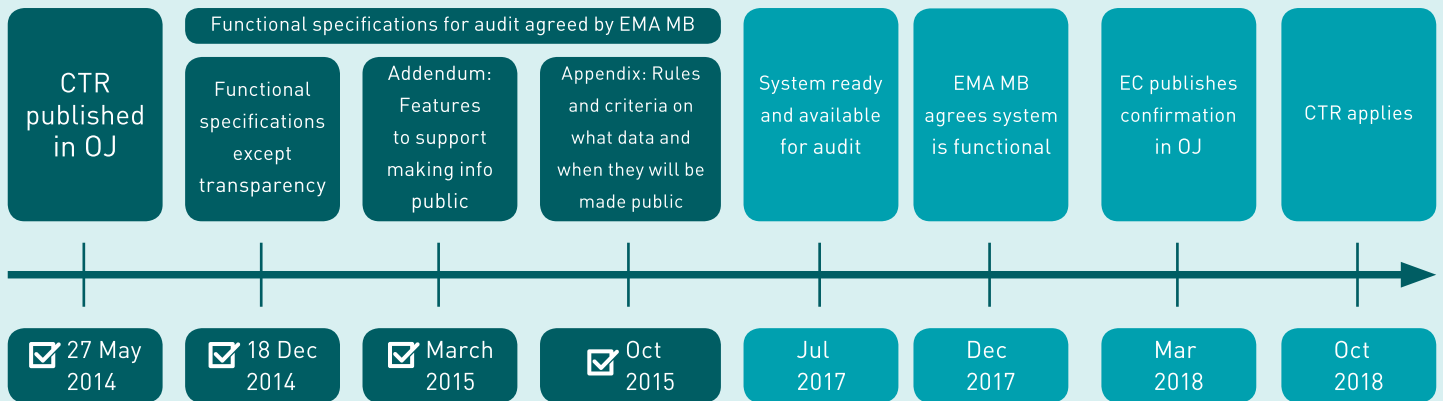 CTR
published
in OJ
Functional specifications for audit agreed by EMA MB
Functional
specifications
except
transparency
Addendum:
Features
to support
making info
public
Appendix: Rules
and criteria on
what data and
when they will be
made public
System ready
and available
for audit
EMA MB
agrees system
is functional
EC publishes
confirmation
in OJ
CTR applies
27 May
2014
18 Dec
2014
March
2015
Oct
2015
Jul
2017
Dec
2017
Mar
2018
Oct
2018